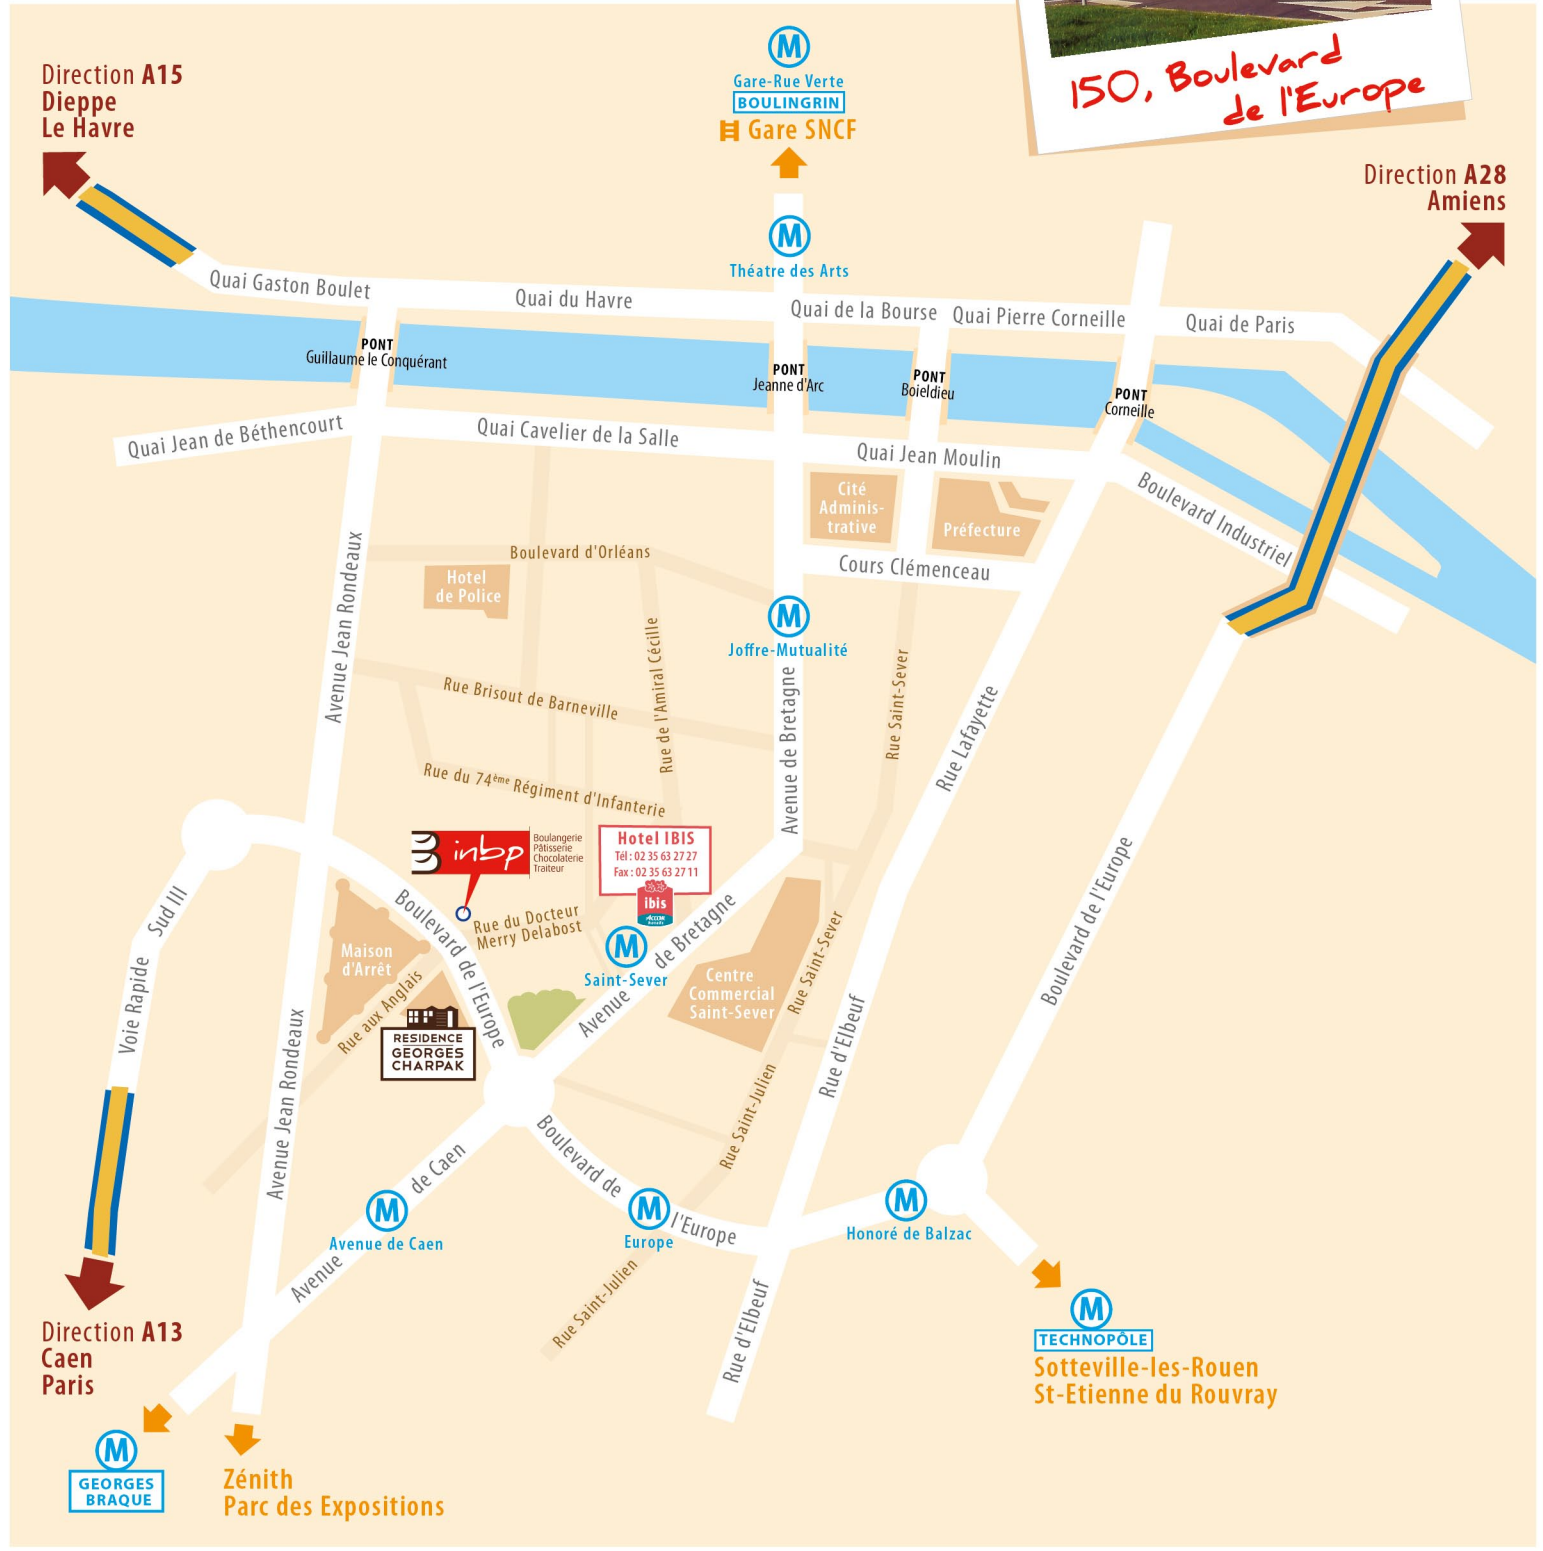 150, Boulevard
de l'Europe
Direction A15
Dieppe
Le Havre
M
Gare-Rue Verte
BOULINGRIN
Gare SNCF
Direction A28
Amiens
M
Théatre des Arts
Quai Gaston Boulet
Quai du Havre
Quai de la Bourse
Quai Pierre Corneille
Quai de Paris
PONT
Guillaume le Conquérant
PONT
Jeanne d'Arc
PONT
Boieldieu
PONT
Corneille
Quai Jean de Béthencourt
Quai Cavelier de la Salle
Quai Jean Moulin
Boulevard Industriel
Cité
Adminis-
trative
Préfecture
Cours Clémenceau
Boulevard d'Orléans
Hotel
de Police
Avenue Jean Rondeaux
M
Joffre-Mutualité
Rue de l'Amiral Cécille
Rue Brisout de Barneville
Avenue de Bretagne
Rue Saint-Sever
Rue Lafayette
Rue du 74ème Régiment d'Infanterie
inbp
Boulangerie
Pâtisserie
Chocolaterie
Traiteur
Hotel IBIS
Tél : 02 35 63 27 27
Fax : 02 35 63 27 11
ibis
ACCOR
Boulevard de l'Europe
Rue du Docteur
Merry Delabost
M
Saint-Sever
Avenue de Bretagne
Centre
Commercial
Saint-Sever
Rue Saint-Sever
Boulevard de l'Europe
Voie Rapide Sud III
Maison
d'Arrêt
Rue aux Anglais
RESIDENCE
GEORGES
CHARPAK
Avenue Jean Rondeaux
Rue d'Elbeuf
Rue Saint-Julien
Avenue de Caen
M
Avenue de Caen
Boulevard de l'Europe
M
Europe
M
Honoré de Balzac
Rue Saint-Julien
Rue d'Elbeuf
M
TECHNOPÔLE
Sotteville-les-Rouen
St-Etienne du Rouvray
Direction A13
Caen
Paris
M
GEORGES
BRAQUE
Zénith
Parc des Expositions